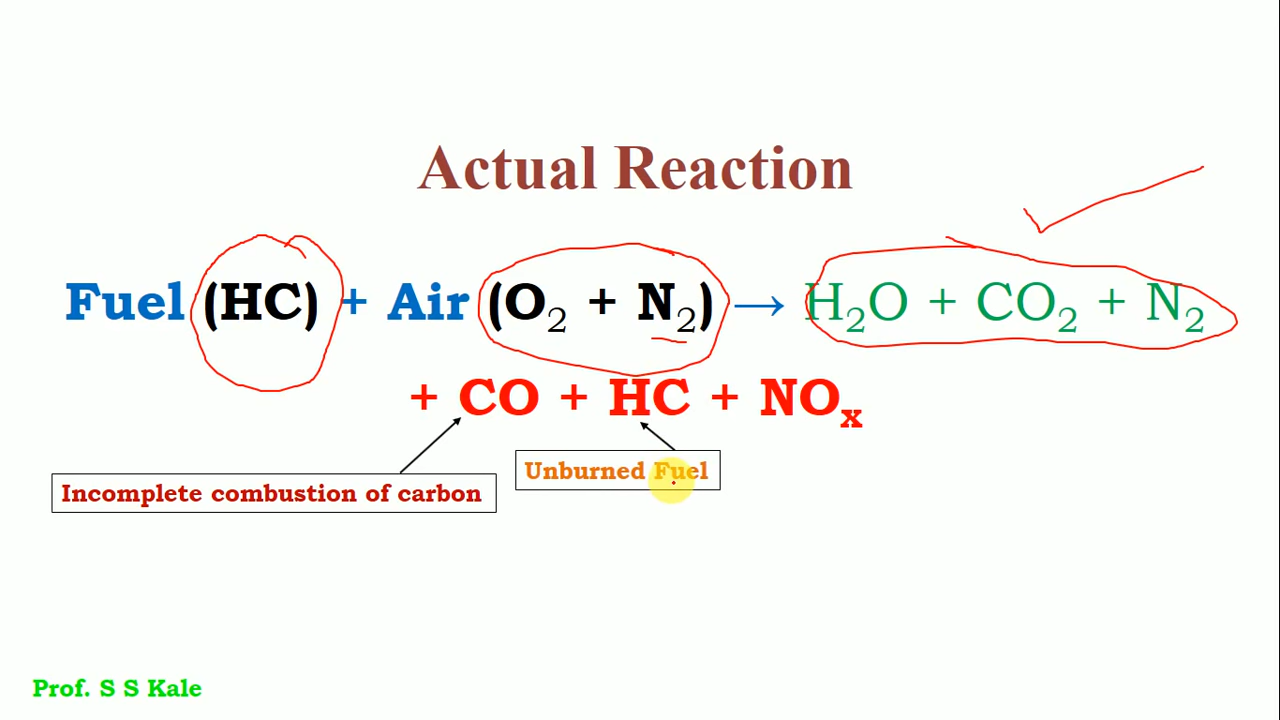 Actual Reaction
Fuel (HC) + Air (O₂ + N₂) → H₂O + CO₂ + N₂
+ CO + HC + NOₓ
Incomplete combustion of carbon
Unburned Fuel
Prof. S S Kale